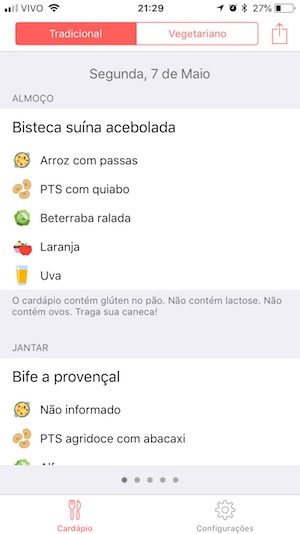 VIVO 21:29 27%
Tradicional Vegetariano
Segunda, 7 de Maio
ALMOÇO
Bisteca suína acebolada
Arroz com passas
PTS com quiabo
Beterraba ralada
Laranja
Uva
O cardápio contém glúten no pão. Não contém lactose. Não
contém ovos. Traga sua caneca!
JANTAR
Bife a provençal
Não informado
PTS agridoce com abacaxi
Cardápio Configurações